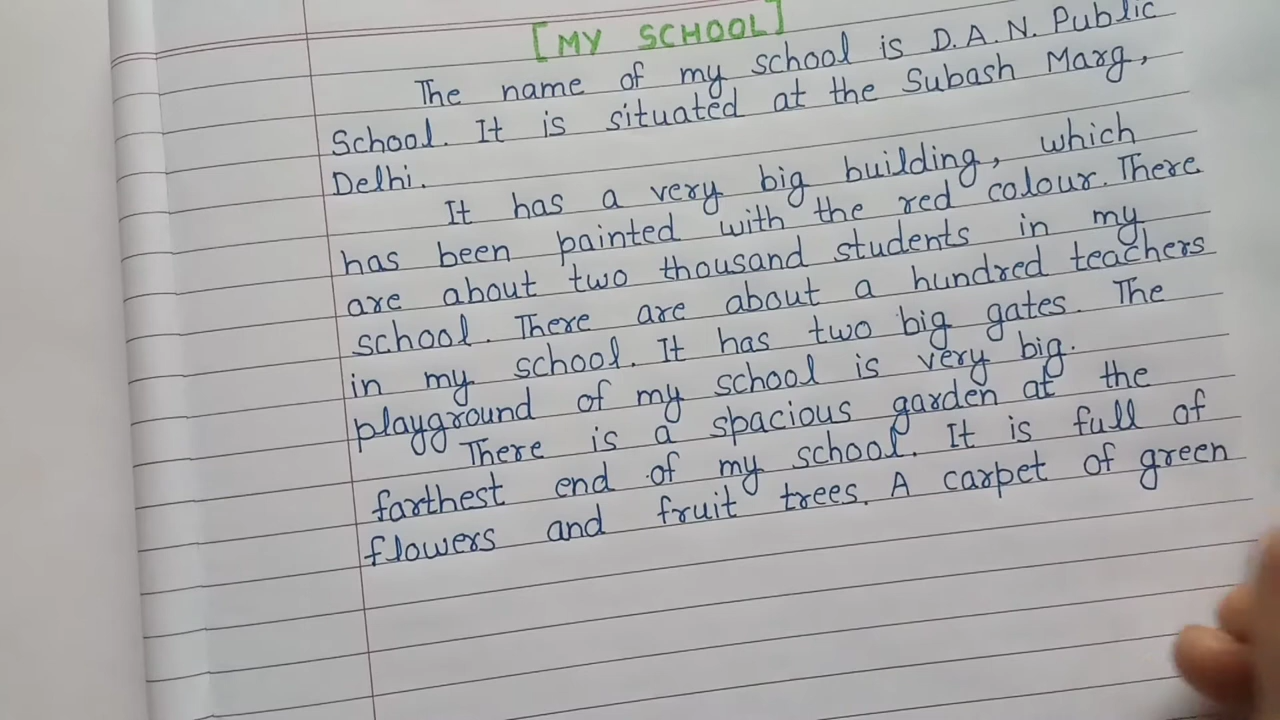 [MY SCHOOL]
The name of my school is D.A.N. Public
School. It is situated at the Subash Marg,
Delhi.
It has a very big building, which
has been painted with the red colour. There
are about two thousand students in my
school. There are about a hundred teachers
in my school. It has two big gates. The
playground of my school is very big.
There is a spacious garden at the
farthest end of my school. It is full of
flowers and fruit trees. A carpet of green